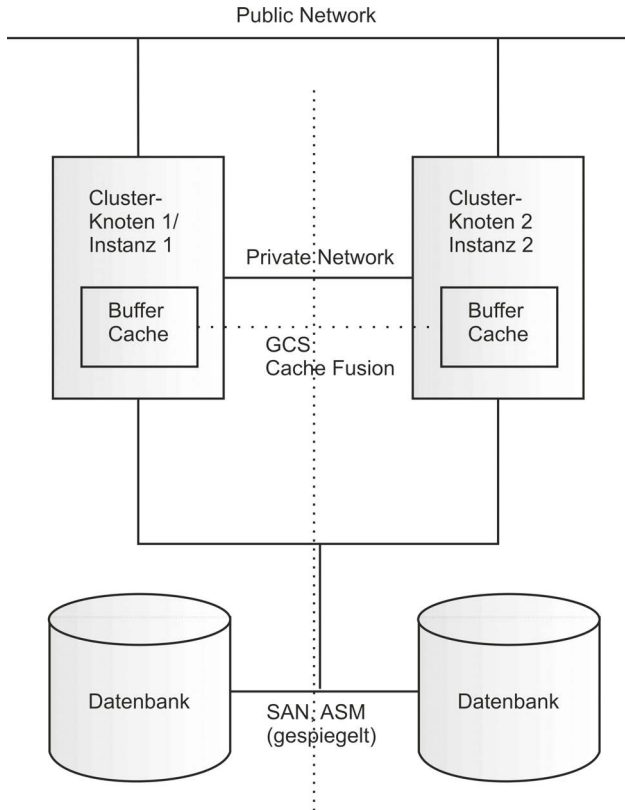 Public Network
Cluster-
Knoten 1/
Instanz 1
Cluster-
Knoten 2
Instanz 2
Private Network
Buffer
Cache
Buffer
Cache
GCS
Cache Fusion
Datenbank
Datenbank
SAN, ASM
(gespiegelt)